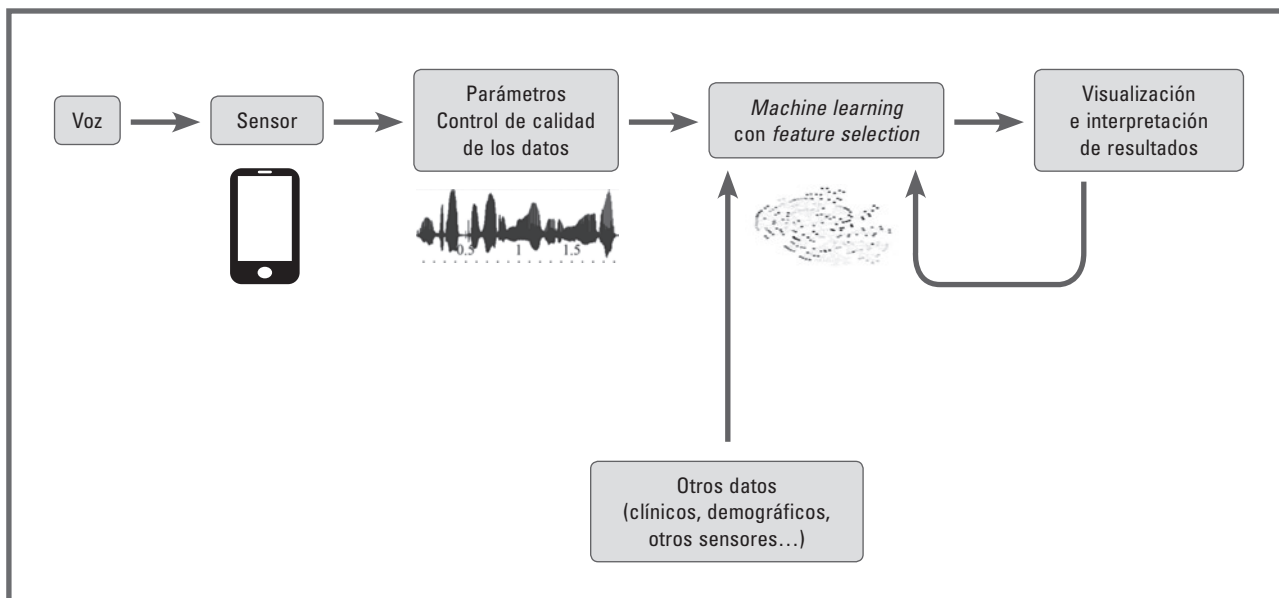 Voz
Sensor
Parámetros
Control de calidad
de los datos
Machine learning
con feature selection
Visualización
e interpretación
de resultados
0.5 1 1.5
Otros datos
(clínicos, demográficos,
otros sensores…)